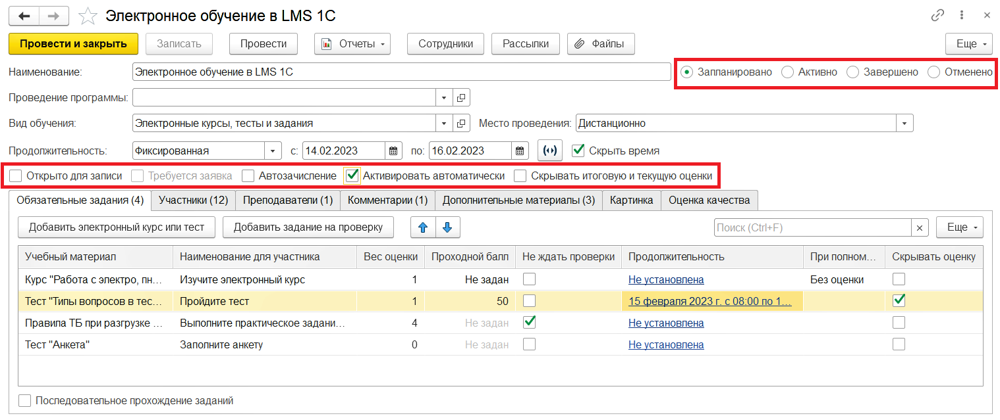 Электронное обучение в LMS 1C
Провести и закрыть Записать Провести Отчеты Сотрудники Рассылки Файлы Еще
Наименование: Электронное обучение в LMS 1C Запланировано Активно Завершено Отменено
Проведение программы:
Вид обучения: Электронные курсы, тесты и задания Место проведения: Дистанционно
Продолжительность: Фиксированная с: 14.02.2023 по: 16.02.2023 Скрыть время
Открыто для записи Требуется заявка Автозачисление Активировать автоматически Скрывать итоговую и текущую оценки
Обязательные задания (4) Участники (12) Преподаватели (1) Комментарии (1) Дополнительные материалы (3) Картинка Оценка качества
Добавить электронный курс или тест Добавить задание на проверку Поиск (Ctrl+F) Еще
Учебный материал Наименование для участника Вес оценки Проходной балл Не ждать проверки Продолжительность При полном... Скрывать оценку
Курс "Работа с электро, пн... Изучите электронный курс 1 Не задан Не установлена Без оценки
Тест "Типы вопросов в тес... Пройдите тест 1 50 15 февраля 2023 г. с 08:00 по 1...
Правила ТБ при разгрузке ... Выполните практическое задани... 4 Не задан Не установлена
Тест "Анкета" Заполните анкету 0 Не задан Не установлена
Последовательное прохождение заданий